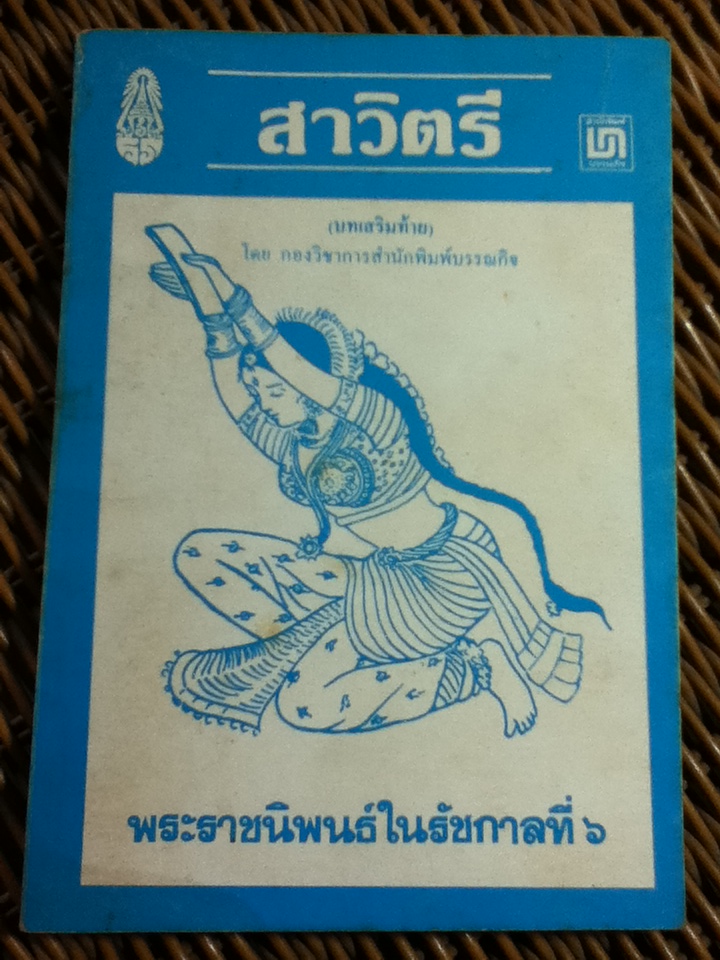 สาวิตรี
(บทเสริมท้าย)
โดย กองวิชาการสำนักพิมพ์บรรณกิจ
พระราชนิพนธ์ในรัชกาลที่ ๖